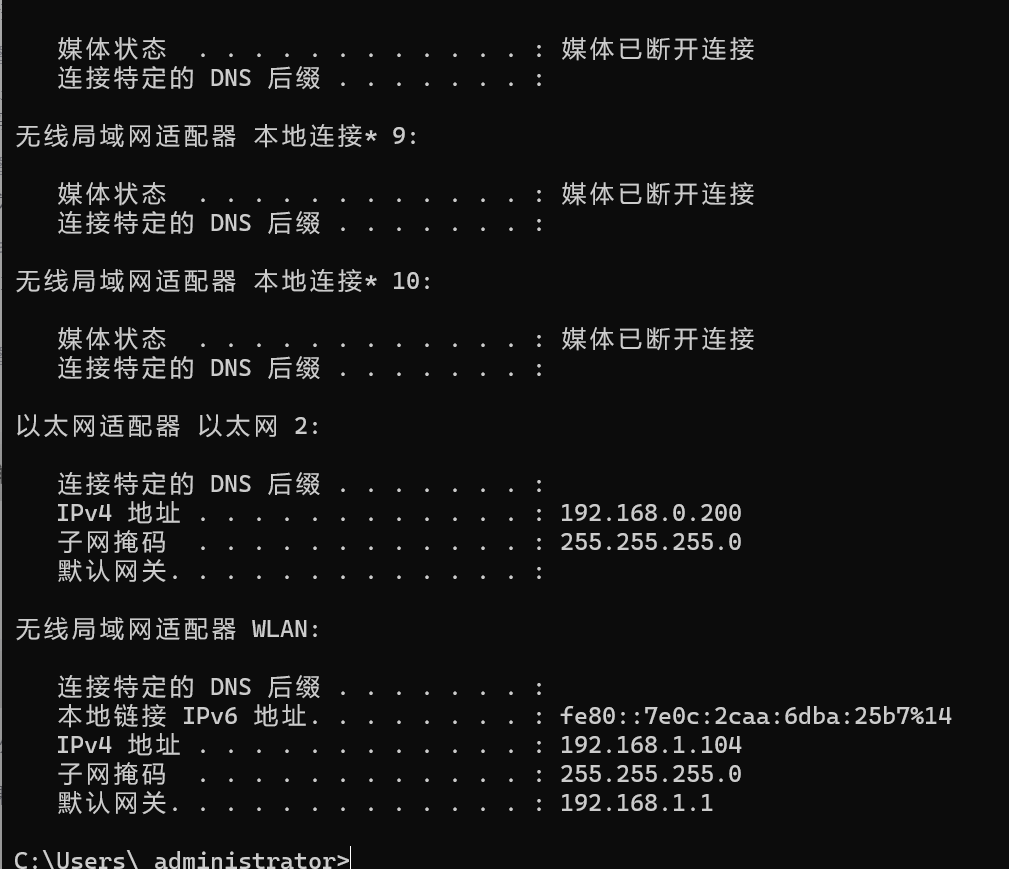 媒体状态  . . . . . . . . . . . . : 媒体已断开连接
连接特定的 DNS 后缀 . . . . . . . :
无线局域网适配器 本地连接* 9:
媒体状态  . . . . . . . . . . . . : 媒体已断开连接
连接特定的 DNS 后缀 . . . . . . . :
无线局域网适配器 本地连接* 10:
媒体状态  . . . . . . . . . . . . : 媒体已断开连接
连接特定的 DNS 后缀 . . . . . . . :
以太网适配器 以太网 2:
连接特定的 DNS 后缀 . . . . . . . :
IPv4 地址 . . . . . . . . . . . . : 192.168.0.200
子网掩码  . . . . . . . . . . . . : 255.255.255.0
默认网关. . . . . . . . . . . . . :
无线局域网适配器 WLAN:
连接特定的 DNS 后缀 . . . . . . . :
本地链接 IPv6 地址. . . . . . . . : fe80::7e0c:2caa:6dba:25b7%14
IPv4 地址 . . . . . . . . . . . . : 192.168.1.104
子网掩码  . . . . . . . . . . . . : 255.255.255.0
默认网关. . . . . . . . . . . . . : 192.168.1.1
C:\Users\_administrator>